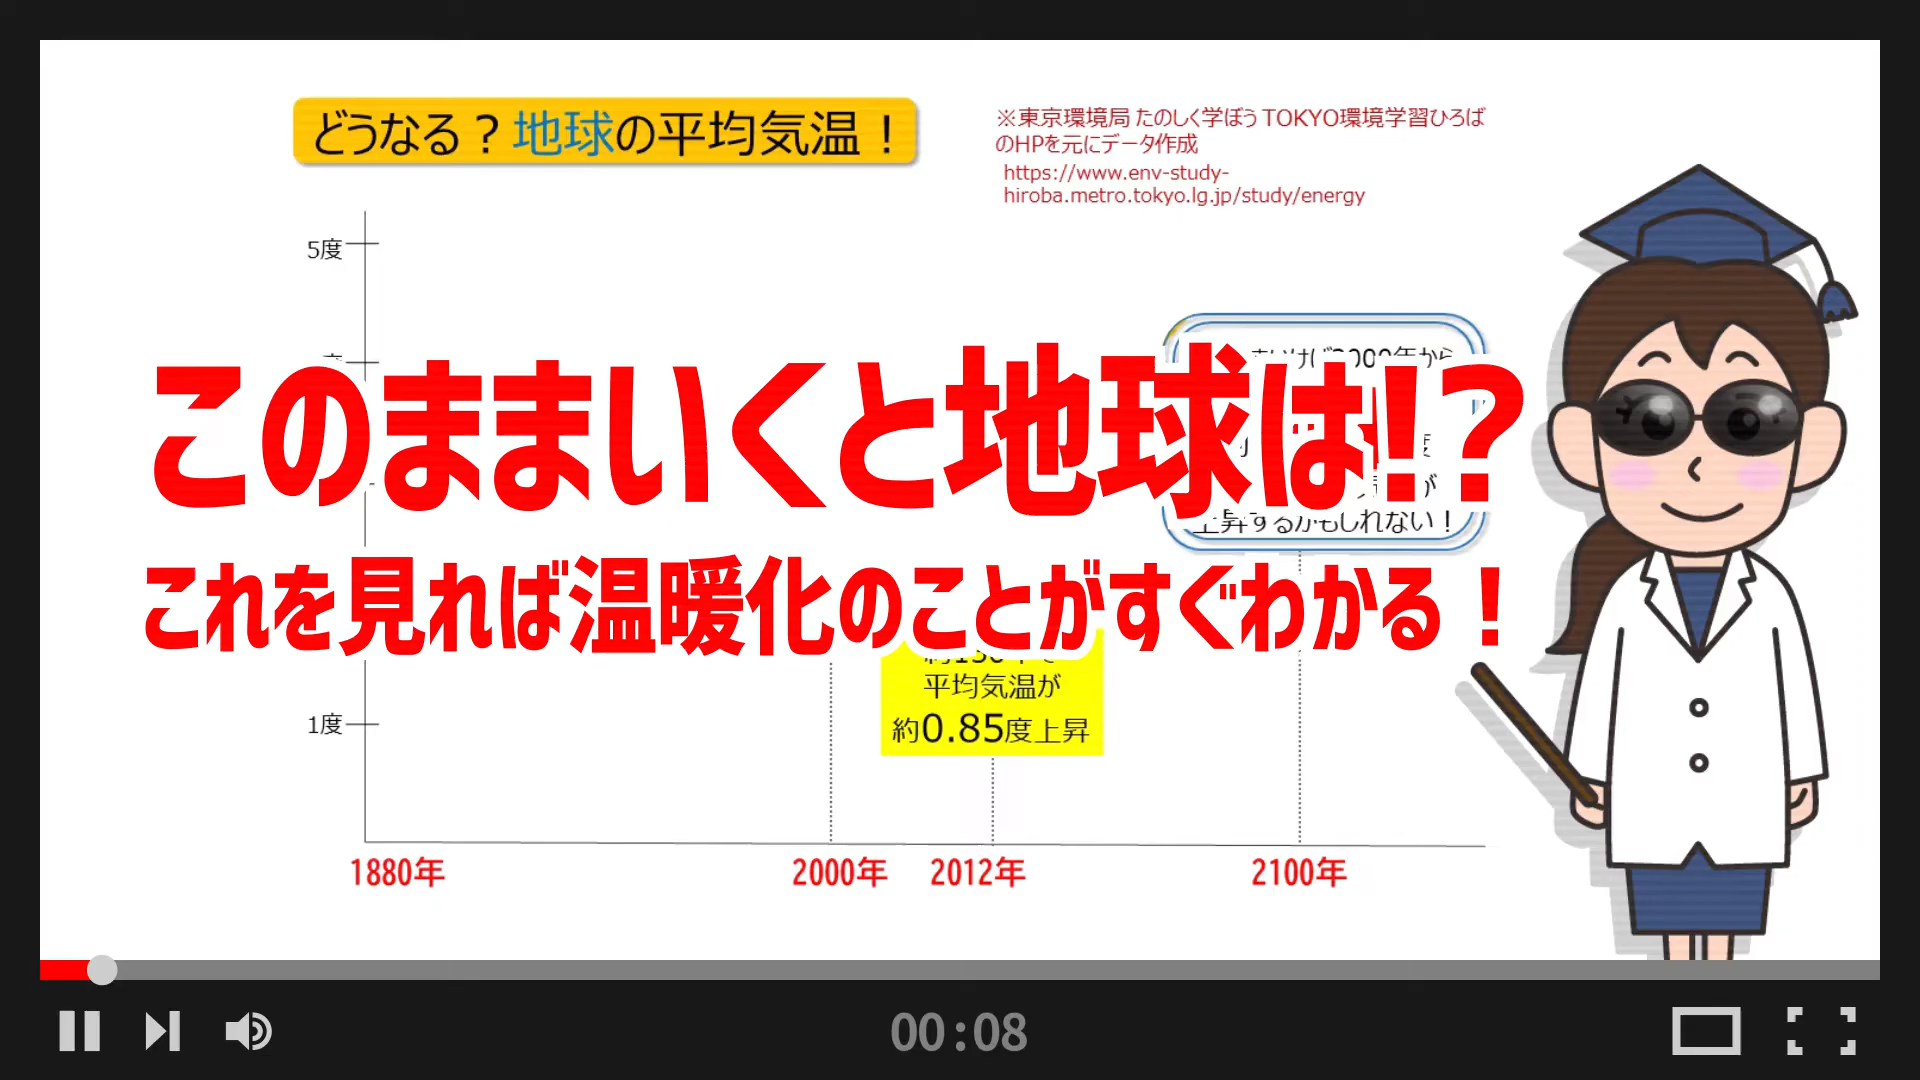 どうなる？地球の平均気温！
※東京環境局 たのしく学ぼう TOKYO環境学習ひろば
のHPを元にデータ作成
https://www.env-study-
hiroba.metro.tokyo.lg.jp/study/energy
5度
このままいくと地球は!?
上昇するかもしれない！
これを見れば温暖化のことがすぐわかる！
平均気温が
約0.85度上昇
1度
1880年
2000年
2012年
2100年
00:08